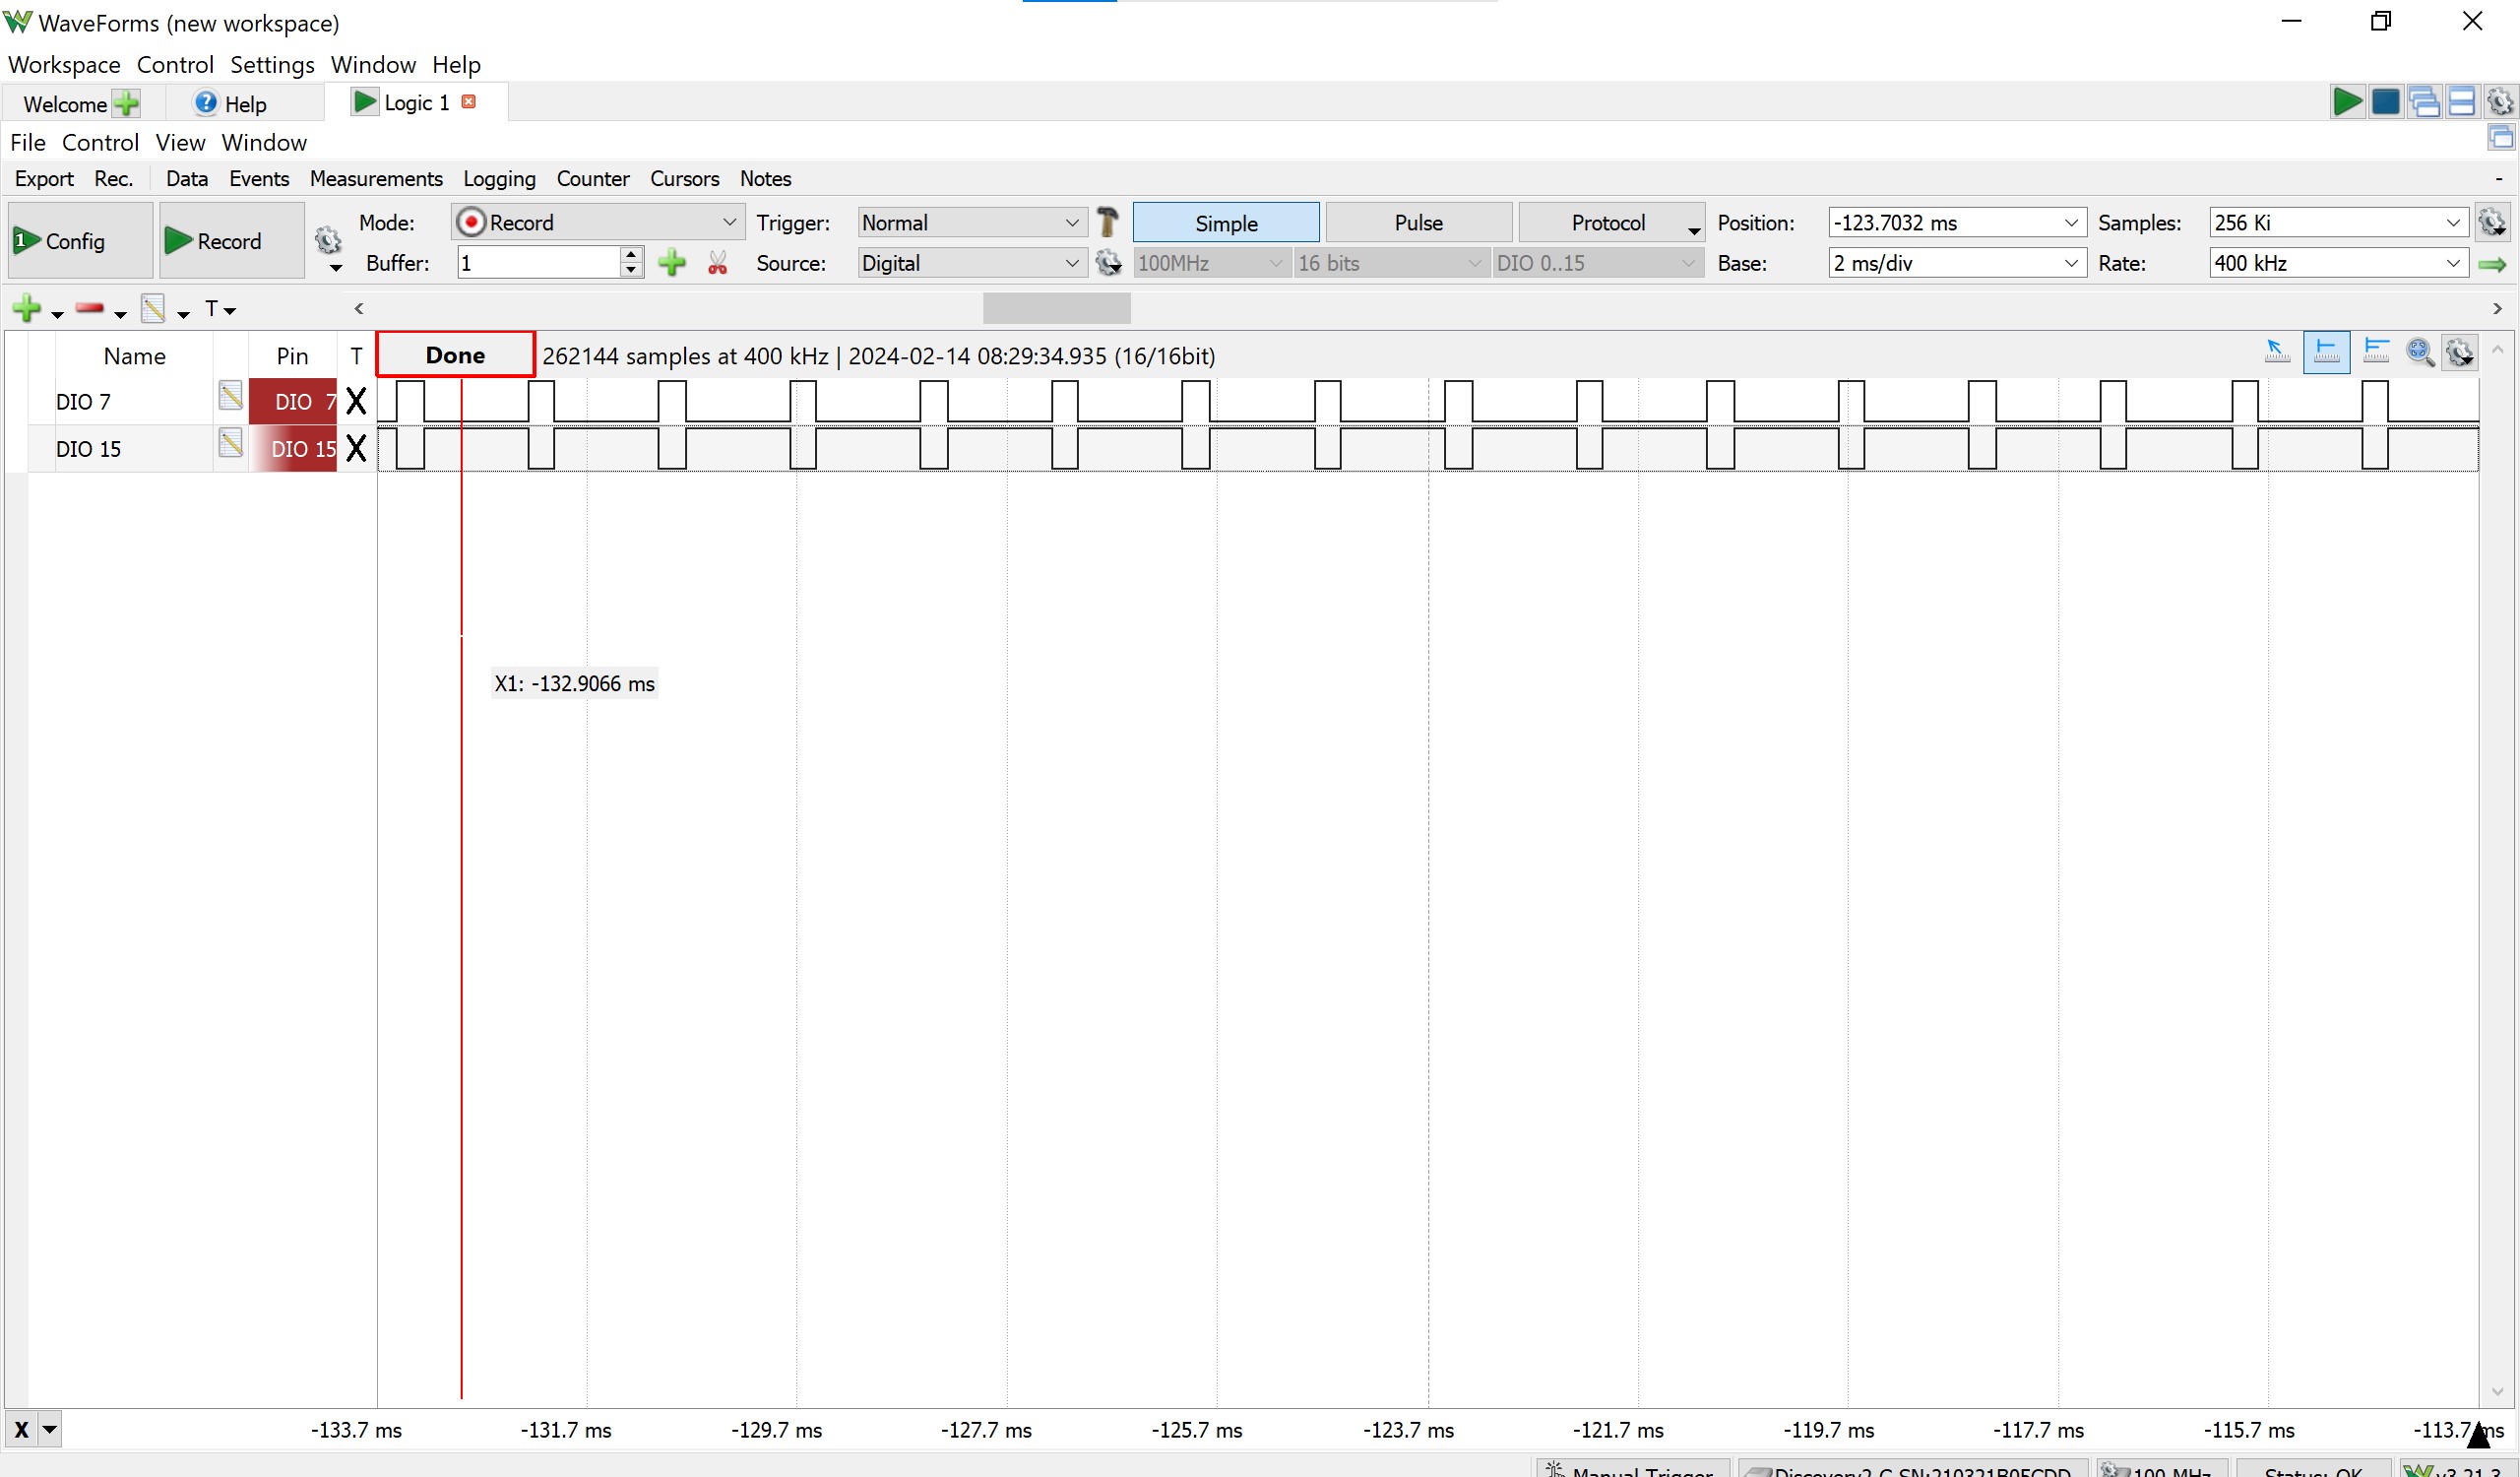 WaveForms (new workspace)
Workspace Control Settings Window Help
Welcome Help Logic 1
File Control View Window
Export Rec. Data Events Measurements Logging Counter Cursors Notes -
1 Config Record Mode: Record Trigger: Normal Simple Pulse Protocol Position: -123.7032 ms Samples: 256 Ki
Buffer: 1 Source: Digital 100MHz 16 bits DIO 0..15 Base: 2 ms/div Rate: 400 kHz
T
Name Pin T Done 262144 samples at 400 kHz | 2024-02-14 08:29:34.935 (16/16bit)
DIO 7 DIO 7 X
DIO 15 DIO 15 X
X1: -132.9066 ms
X -133.7 ms -131.7 ms -129.7 ms -127.7 ms -125.7 ms -123.7 ms -121.7 ms -119.7 ms -117.7 ms -115.7 ms -113.7 ms
Manual Trigger Discovery2 C SN:210321B05CDD 100 MHz Status: OK v3.21.3